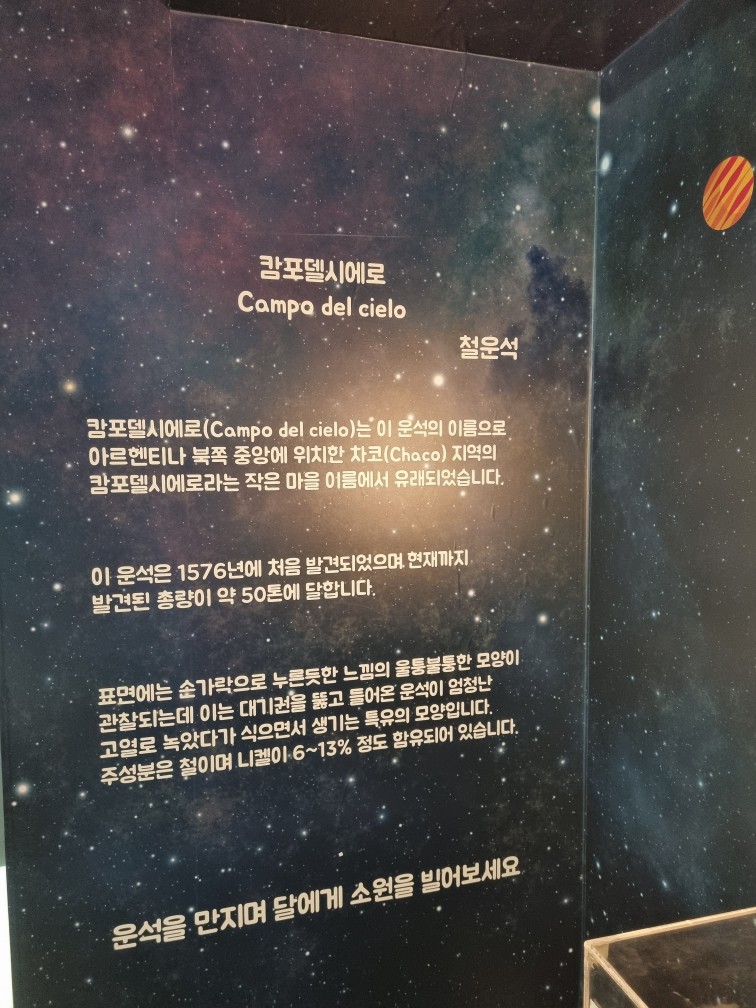 캄포델시에로
Campo del cielo
철운석
캄포델시에로(Campo del cielo)는 이 운석의 이름으로
아르헨티나 북쪽 중앙에 위치한 차코(Chaco) 지역의
캄포델시에로라는 작은 마을 이름에서 유래되었습니다.
이 운석은 1576년에 처음 발견되었으며 현재까지
발견된 총량이 약 50톤에 달합니다.
표면에는 손가락으로 누른듯한 느낌의 울퉁불퉁한 모양이
관찰되는데 이는 대기권을 뚫고 들어온 운석이 엄청난
고열로 녹았다가 식으면서 생기는 특유의 모양입니다.
주성분은 철이며 니켈이 6~13% 정도 함유되어 있습니다.
운석을 만지며 달에게 소원을 빌어보세요